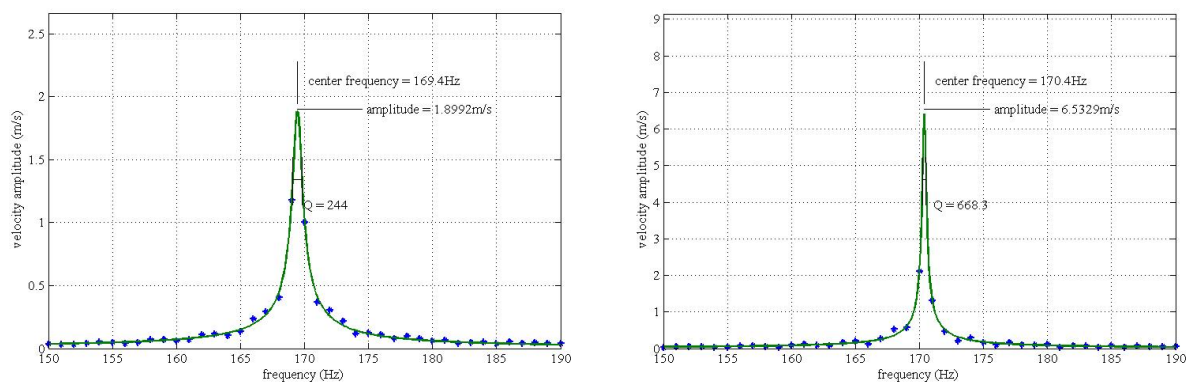 2.5
2
1.5
1
0.5
0
velocity amplitude (m/s)
center frequency = 169.4Hz
amplitude = 1.8992m/s
Q = 244
150 155 160 165 170 175 180 185 190
frequency (Hz)
9
8
7
6
5
4
3
2
1
0
velocity amplitude (m/s)
center frequency = 170.4Hz
amplitude = 6.5329m/s
Q = 668.3
150 155 160 165 170 175 180 185 190
frequency (Hz)